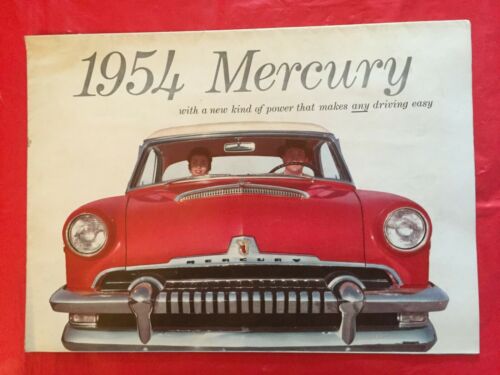 1954 Mercury
with a new kind of power that makes any driving easy
MERCURY